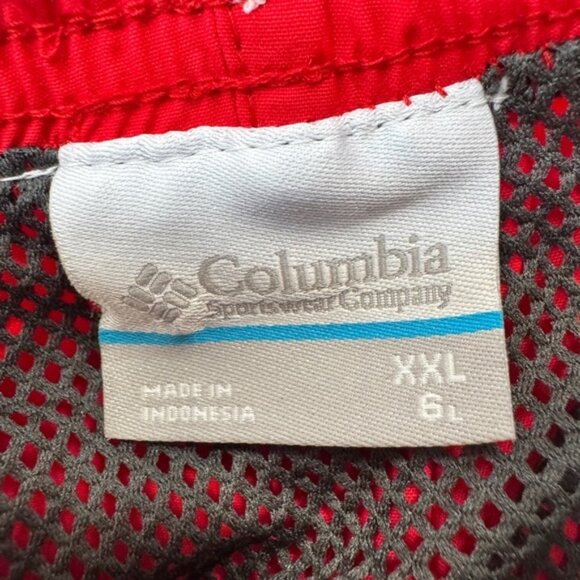 Columbia
Sportswear Company
XXL
6L
MADE IN
INDONESIA